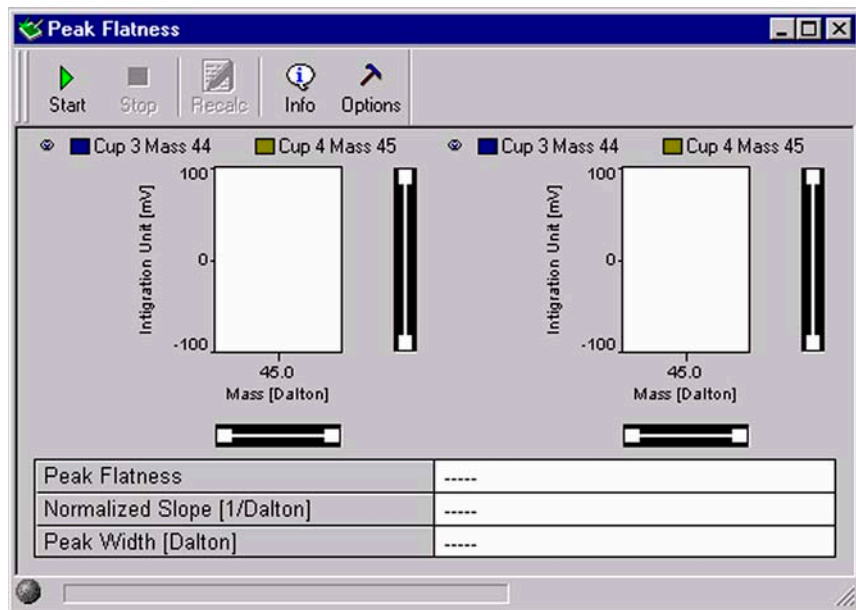 Peak Flatness
Start Stop Recalc Info Options
Cup 3 Mass 44 Cup 4 Mass 45 Cup 3 Mass 44 Cup 4 Mass 45
100
0
-100
Intigration Unit [mV]
45.0
Mass [Dalton]
100
0
-100
Intigration Unit [mV]
45.0
Mass [Dalton]
Peak Flatness -----
Normalized Slope [1/Dalton] -----
Peak Width [Dalton] -----